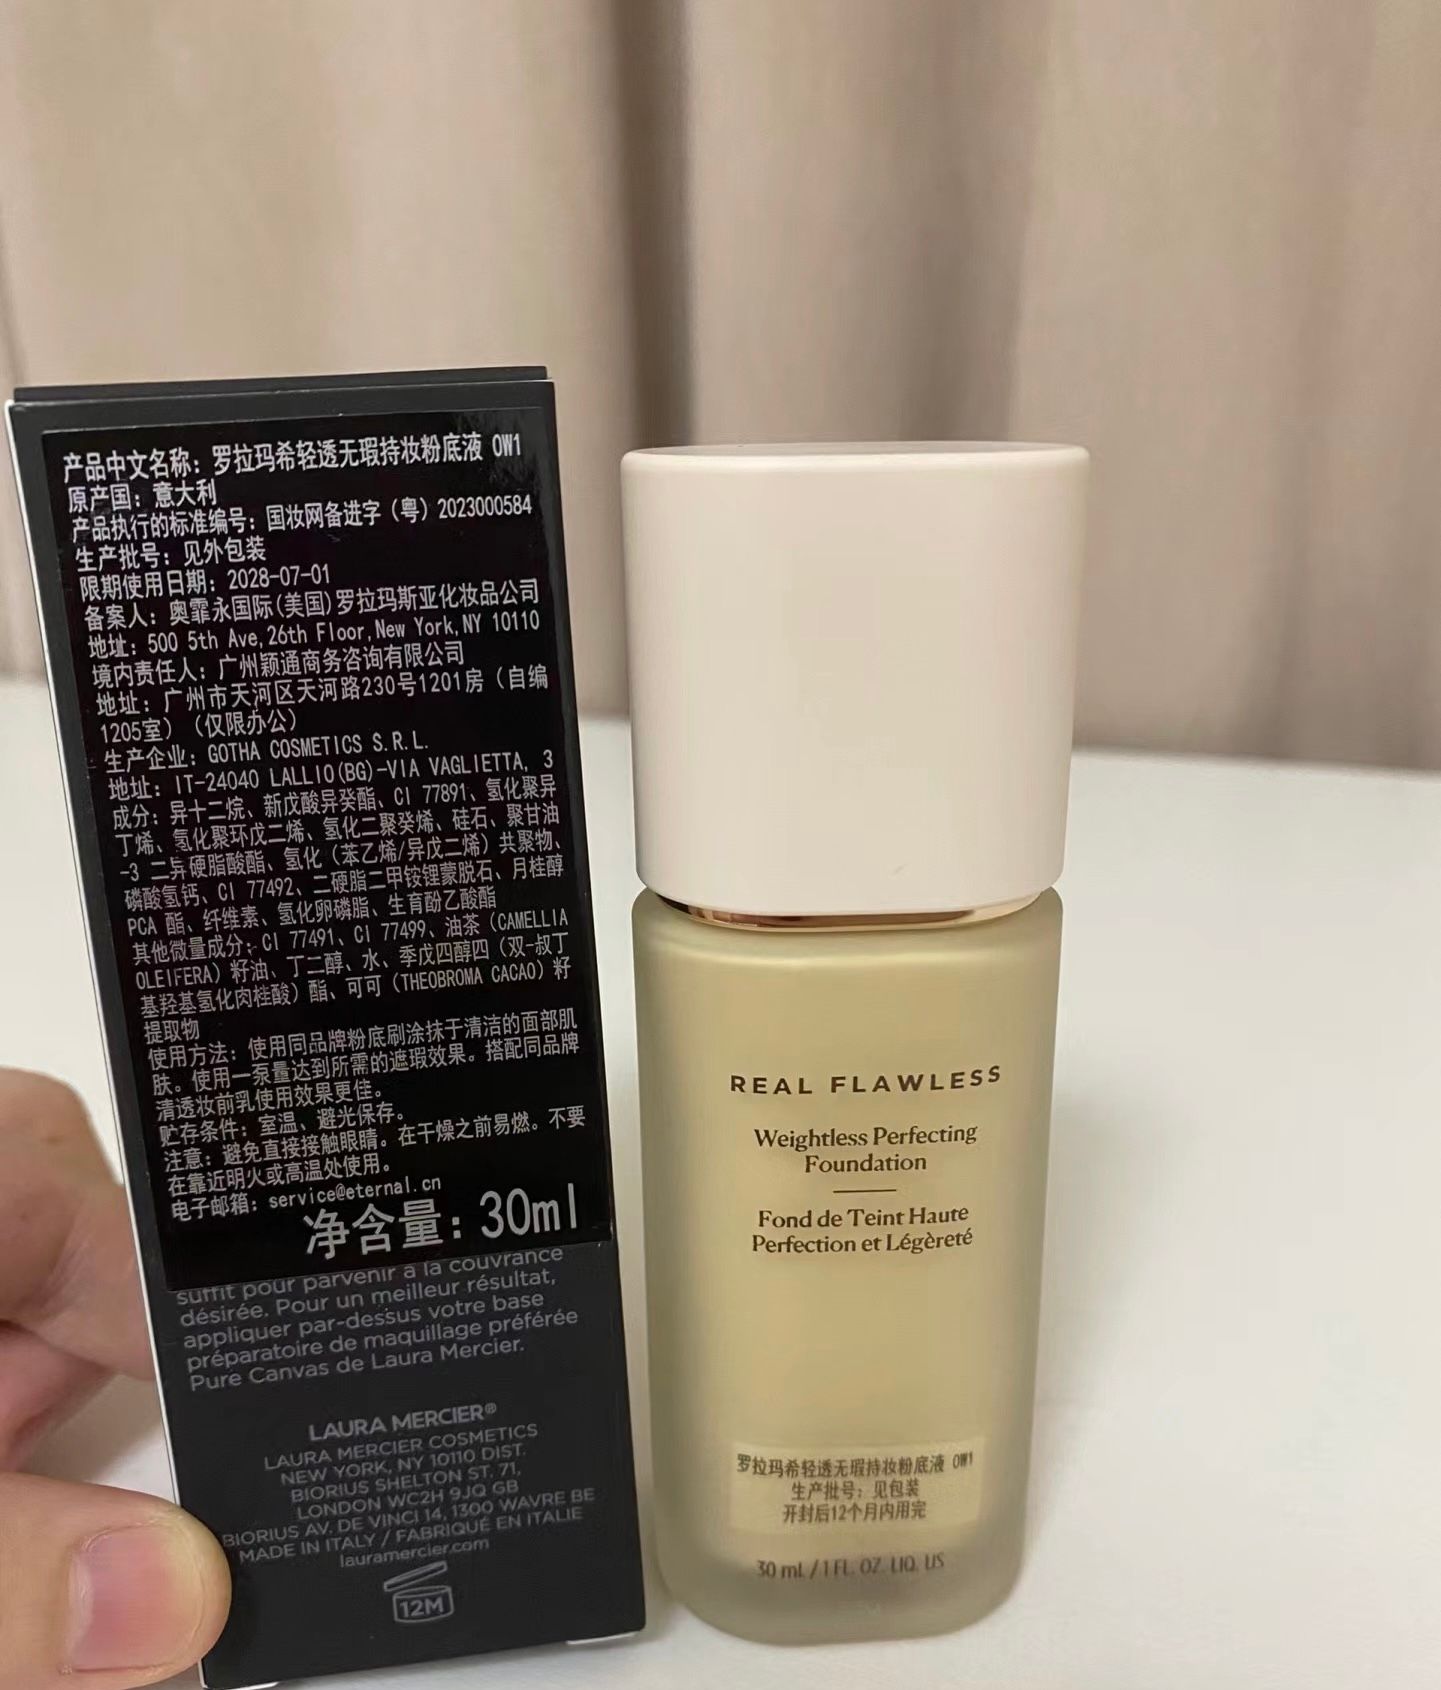 产品中文名称：罗拉玛希轻透无瑕持妆粉底液 0W1
原产国：意大利
产品执行的标准编号：国妆网备进字（粤）2023000584
生产批号：见外包装
限期使用日期：2028-07-01
备案人：奥霏永国际(美国)罗拉玛斯亚化妆品公司
地址：500 5th Ave,26th Floor,New York,NY 10110
境内责任人：广州颖通商务咨询有限公司
地址：广州市天河区天河路230号1201房（自编
1205室）（仅限办公）
生产企业：GOTHA COSMETICS S.R.L.
地址：IT-24040 LALLIO(BG)-VIA VAGLIETTA, 3
成分：异十二烷、新戊酸异癸酯、CI 77891、氢化聚异
丁烯、氢化聚环戊二烯、氢化二聚癸烯、硅石、聚甘油
-3 二异硬脂酸酯、氢化（苯乙烯/异戊二烯）共聚物、
磷酸氢钙、CI 77492、二硬脂二甲铵锂蒙脱石、月桂醇
PCA 酯、纤维素、氢化卵磷脂、生育酚乙酸酯
其他微量成分：CI 77491、CI 77499、油茶（CAMELLIA
OLEIFERA）籽油、丁二醇、水、季戊四醇四（双-叔丁
基羟基氢化肉桂酸）酯、可可（THEOBROMA CACAO）籽
提取物
使用方法：使用同品牌粉底刷涂抹于清洁的面部肌
肤。使用一泵量达到所需的遮瑕效果。搭配同品牌
清透妆前乳使用效果更佳。
贮存条件：室温、避光保存。
注意：避免直接接触眼睛。在干燥之前易燃。不要
在靠近明火或高温处使用。
电子邮箱：service@eternal.cn
净含量：30ml
suffit pour parvenir à la couvrance
désirée. Pour un meilleur résultat,
appliquer par-dessus votre base
préparatoire de maquillage préférée
Pure Canvas de Laura Mercier.
LAURA MERCIER®
LAURA MERCIER COSMETICS
NEW YORK, NY 10110 DIST.
BIORIUS SHELTON ST. 71,
LONDON WC2H 9JQ GB
BIORIUS AV. DE VINCI 14, 1300 WAVRE BE
MADE IN ITALY / FABRIQUÉ EN ITALIE
lauramercier.com
12M
REAL FLAWLESS
Weightless Perfecting
Foundation
Fond de Teint Haute
Perfection et Légèreté
罗拉玛希轻透无瑕持妆粉底液 0W1
生产批号：见包装
开封后12个月内用完
30 ml / 1 FL. OZ. LIQ. US